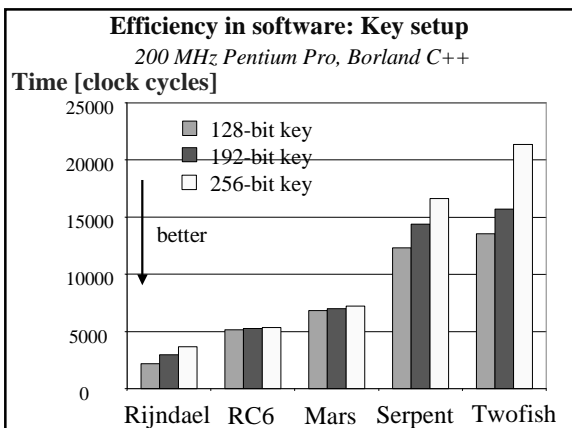 Efficiency in software: Key setup
200 MHz Pentium Pro, Borland C++
Time [clock cycles]
25000
20000
15000
10000
5000
0
128-bit key
192-bit key
256-bit key
better
Rijndael RC6 Mars Serpent Twofish